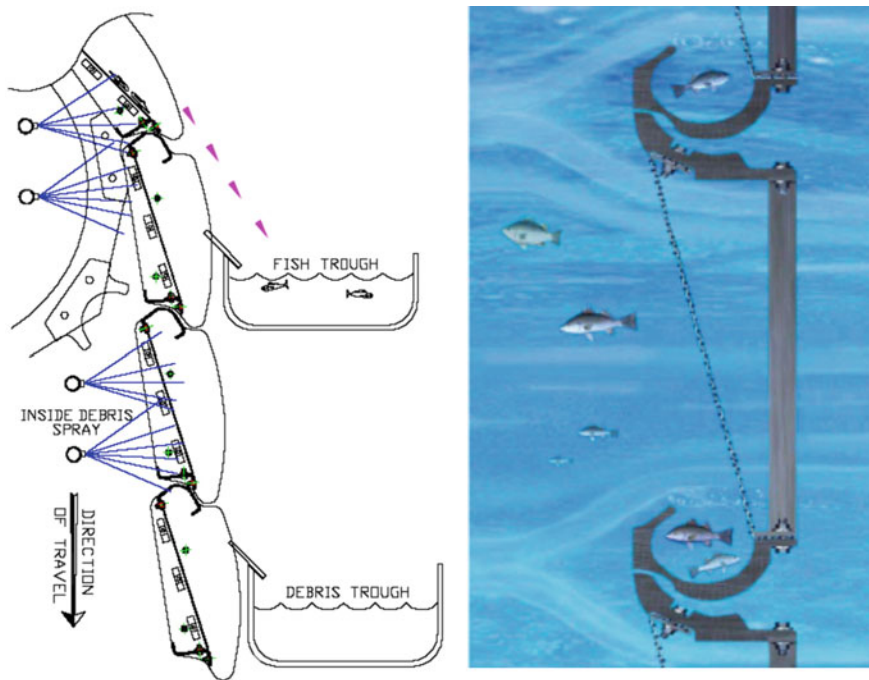 FISH TROUGH
INSIDE DEBRIS
SPRAY
DIRECTION
OF TRAVEL
DEBRIS TROUGH